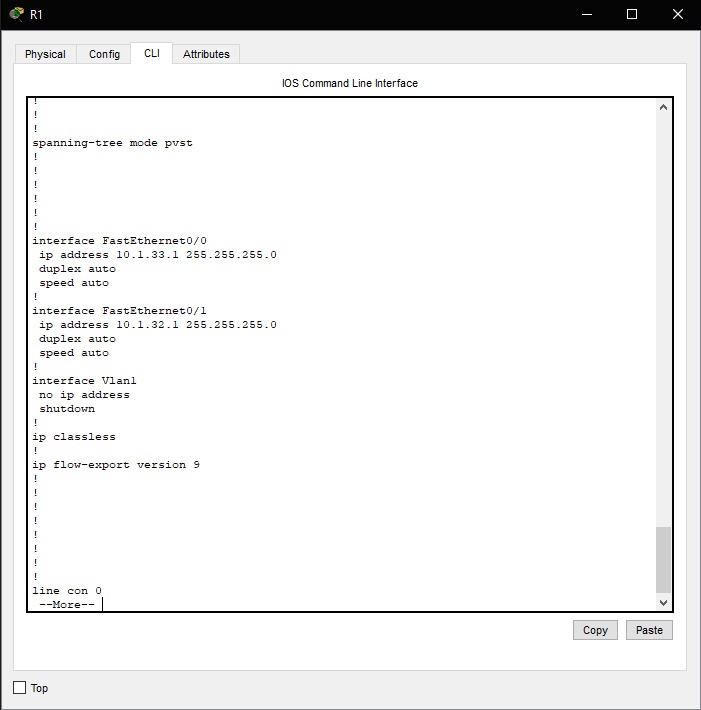 R1
Physical Config CLI Attributes
IOS Command Line Interface
!
!
!
spanning-tree mode pvst
!
!
!
!
!
!
interface FastEthernet0/0
 ip address 10.1.33.1 255.255.255.0
 duplex auto
 speed auto
!
interface FastEthernet0/1
 ip address 10.1.32.1 255.255.255.0
 duplex auto
 speed auto
!
interface Vlan1
 no ip address
 shutdown
!
ip classless
!
ip flow-export version 9
!
!
!
!
!
!
!
!
line con 0
 --More--
Copy Paste
Top